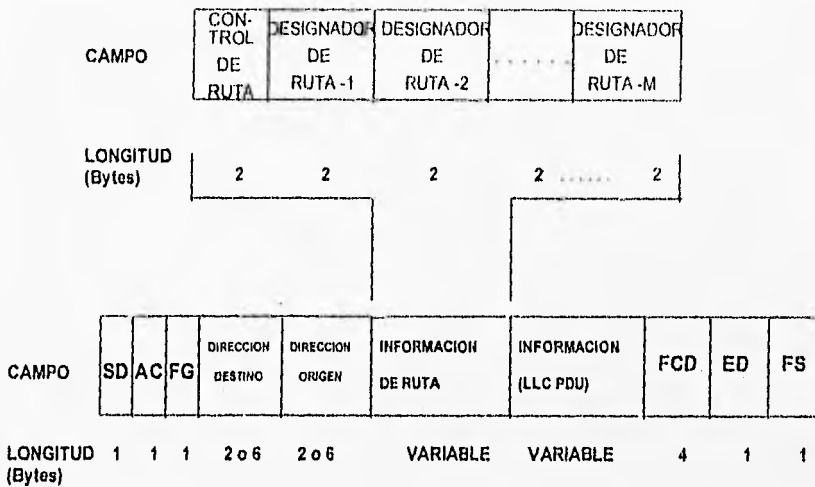 CAMPO
CON-
TROL
DE
RUTA
DESIGNADOR
DE
RUTA -1
DESIGNADOR
DE
RUTA -2
. . . . . .
DESIGNADOR
DE
RUTA -M
LONGITUD
(Bytes)
2 2 2 2 ...... 2
CAMPO
SD
AC
FG
DIRECCION
DESTINO
DIRECCION
ORIGEN
INFORMACION
DE RUTA
INFORMACION
(LLC PDU)
FCD
ED
FS
LONGITUD 1 1 1 2 o 6 2 o 6 VARIABLE VARIABLE 4 1 1
(Bytes)